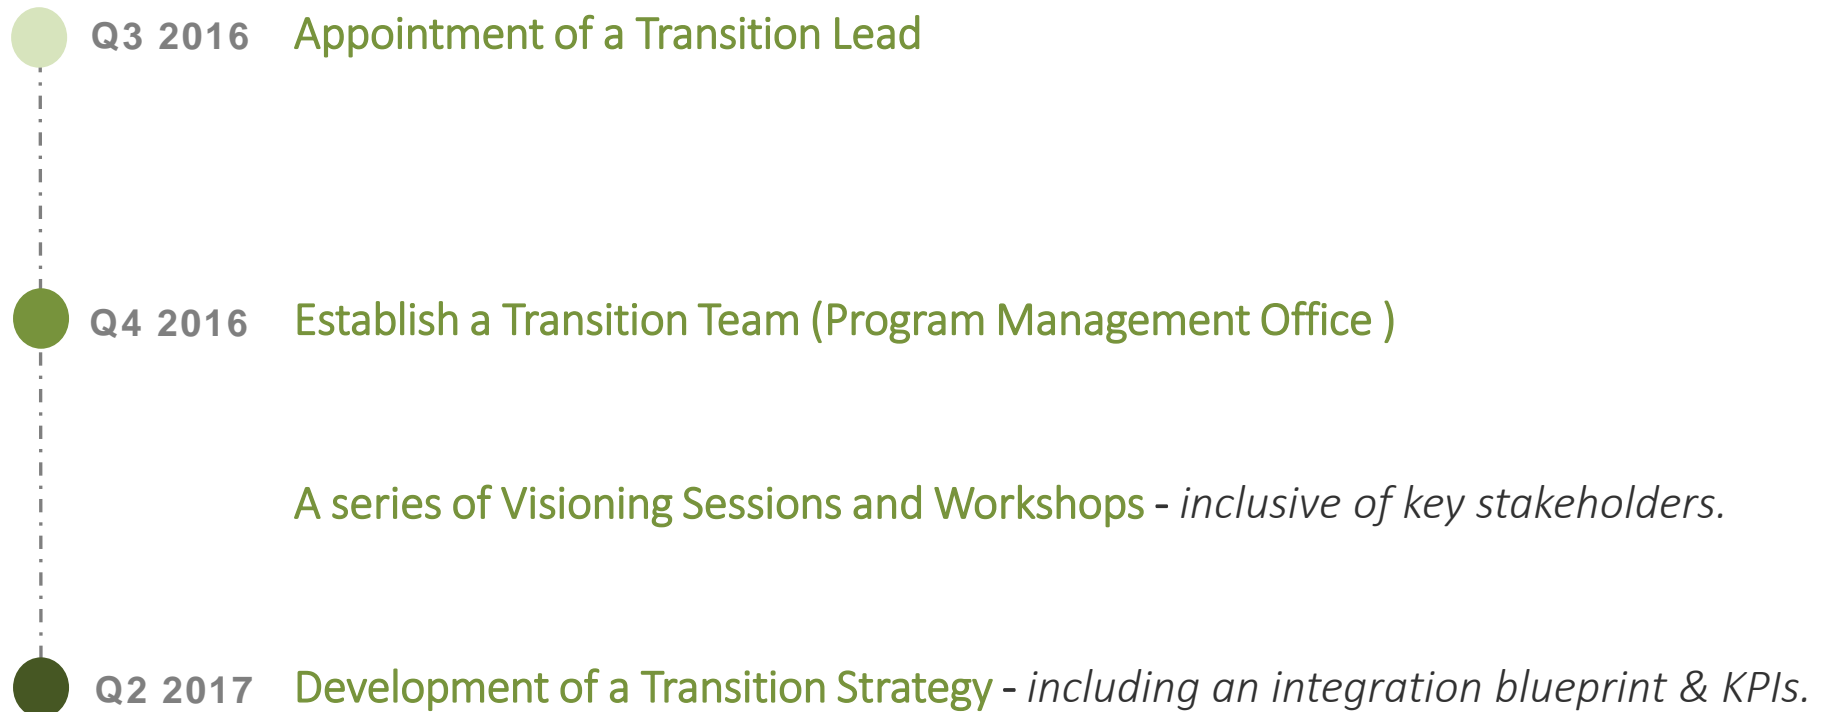 Q3 2016 Appointment of a Transition Lead
Q4 2016 Establish a Transition Team (Program Management Office )
A series of Visioning Sessions and Workshops - inclusive of key stakeholders.
Q2 2017 Development of a Transition Strategy - including an integration blueprint & KPIs.